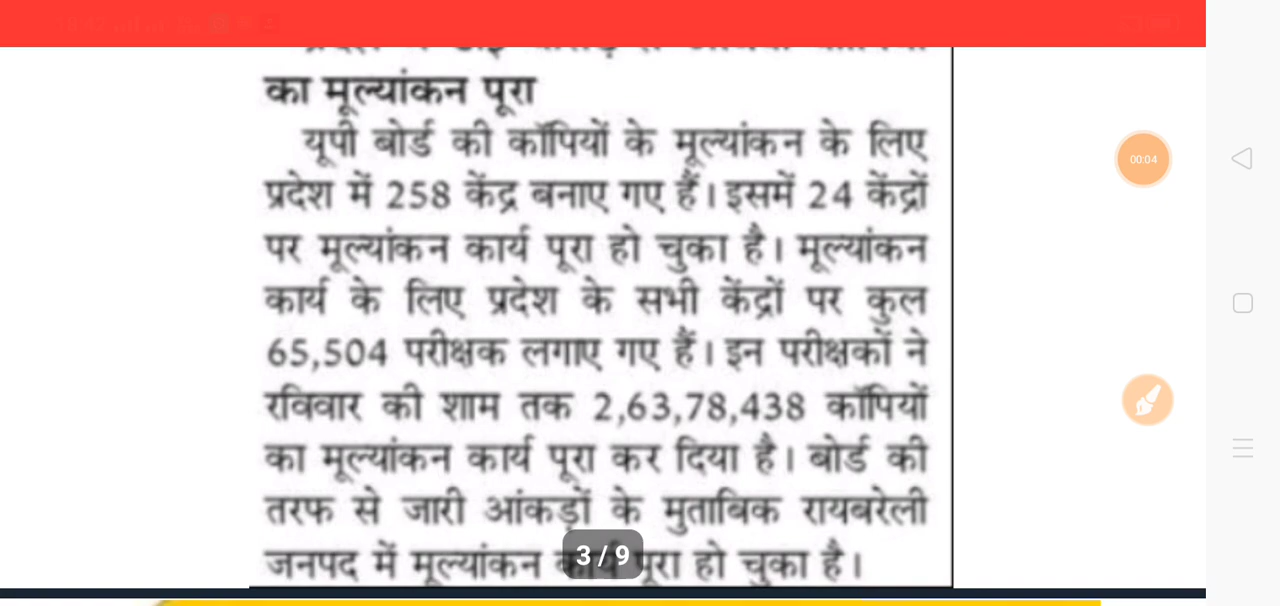 का मूल्यांकन पूरा
यूपी बोर्ड की कॉपियों के मूल्यांकन के लिए
प्रदेश में 258 केंद्र बनाए गए हैं। इसमें 24 केंद्रों
पर मूल्यांकन कार्य पूरा हो चुका है। मूल्यांकन
कार्य के लिए प्रदेश के सभी केंद्रों पर कुल
65,504 परीक्षक लगाए गए हैं। इन परीक्षकों ने
रविवार की शाम तक 2,63,78,438 कॉपियों
का मूल्यांकन कार्य पूरा कर दिया है। बोर्ड की
तरफ से जारी आंकड़ों के मुताबिक रायबरेली
जनपद में मूल्यांकन कार्य पूरा हो चुका है।
3 / 9
00:04